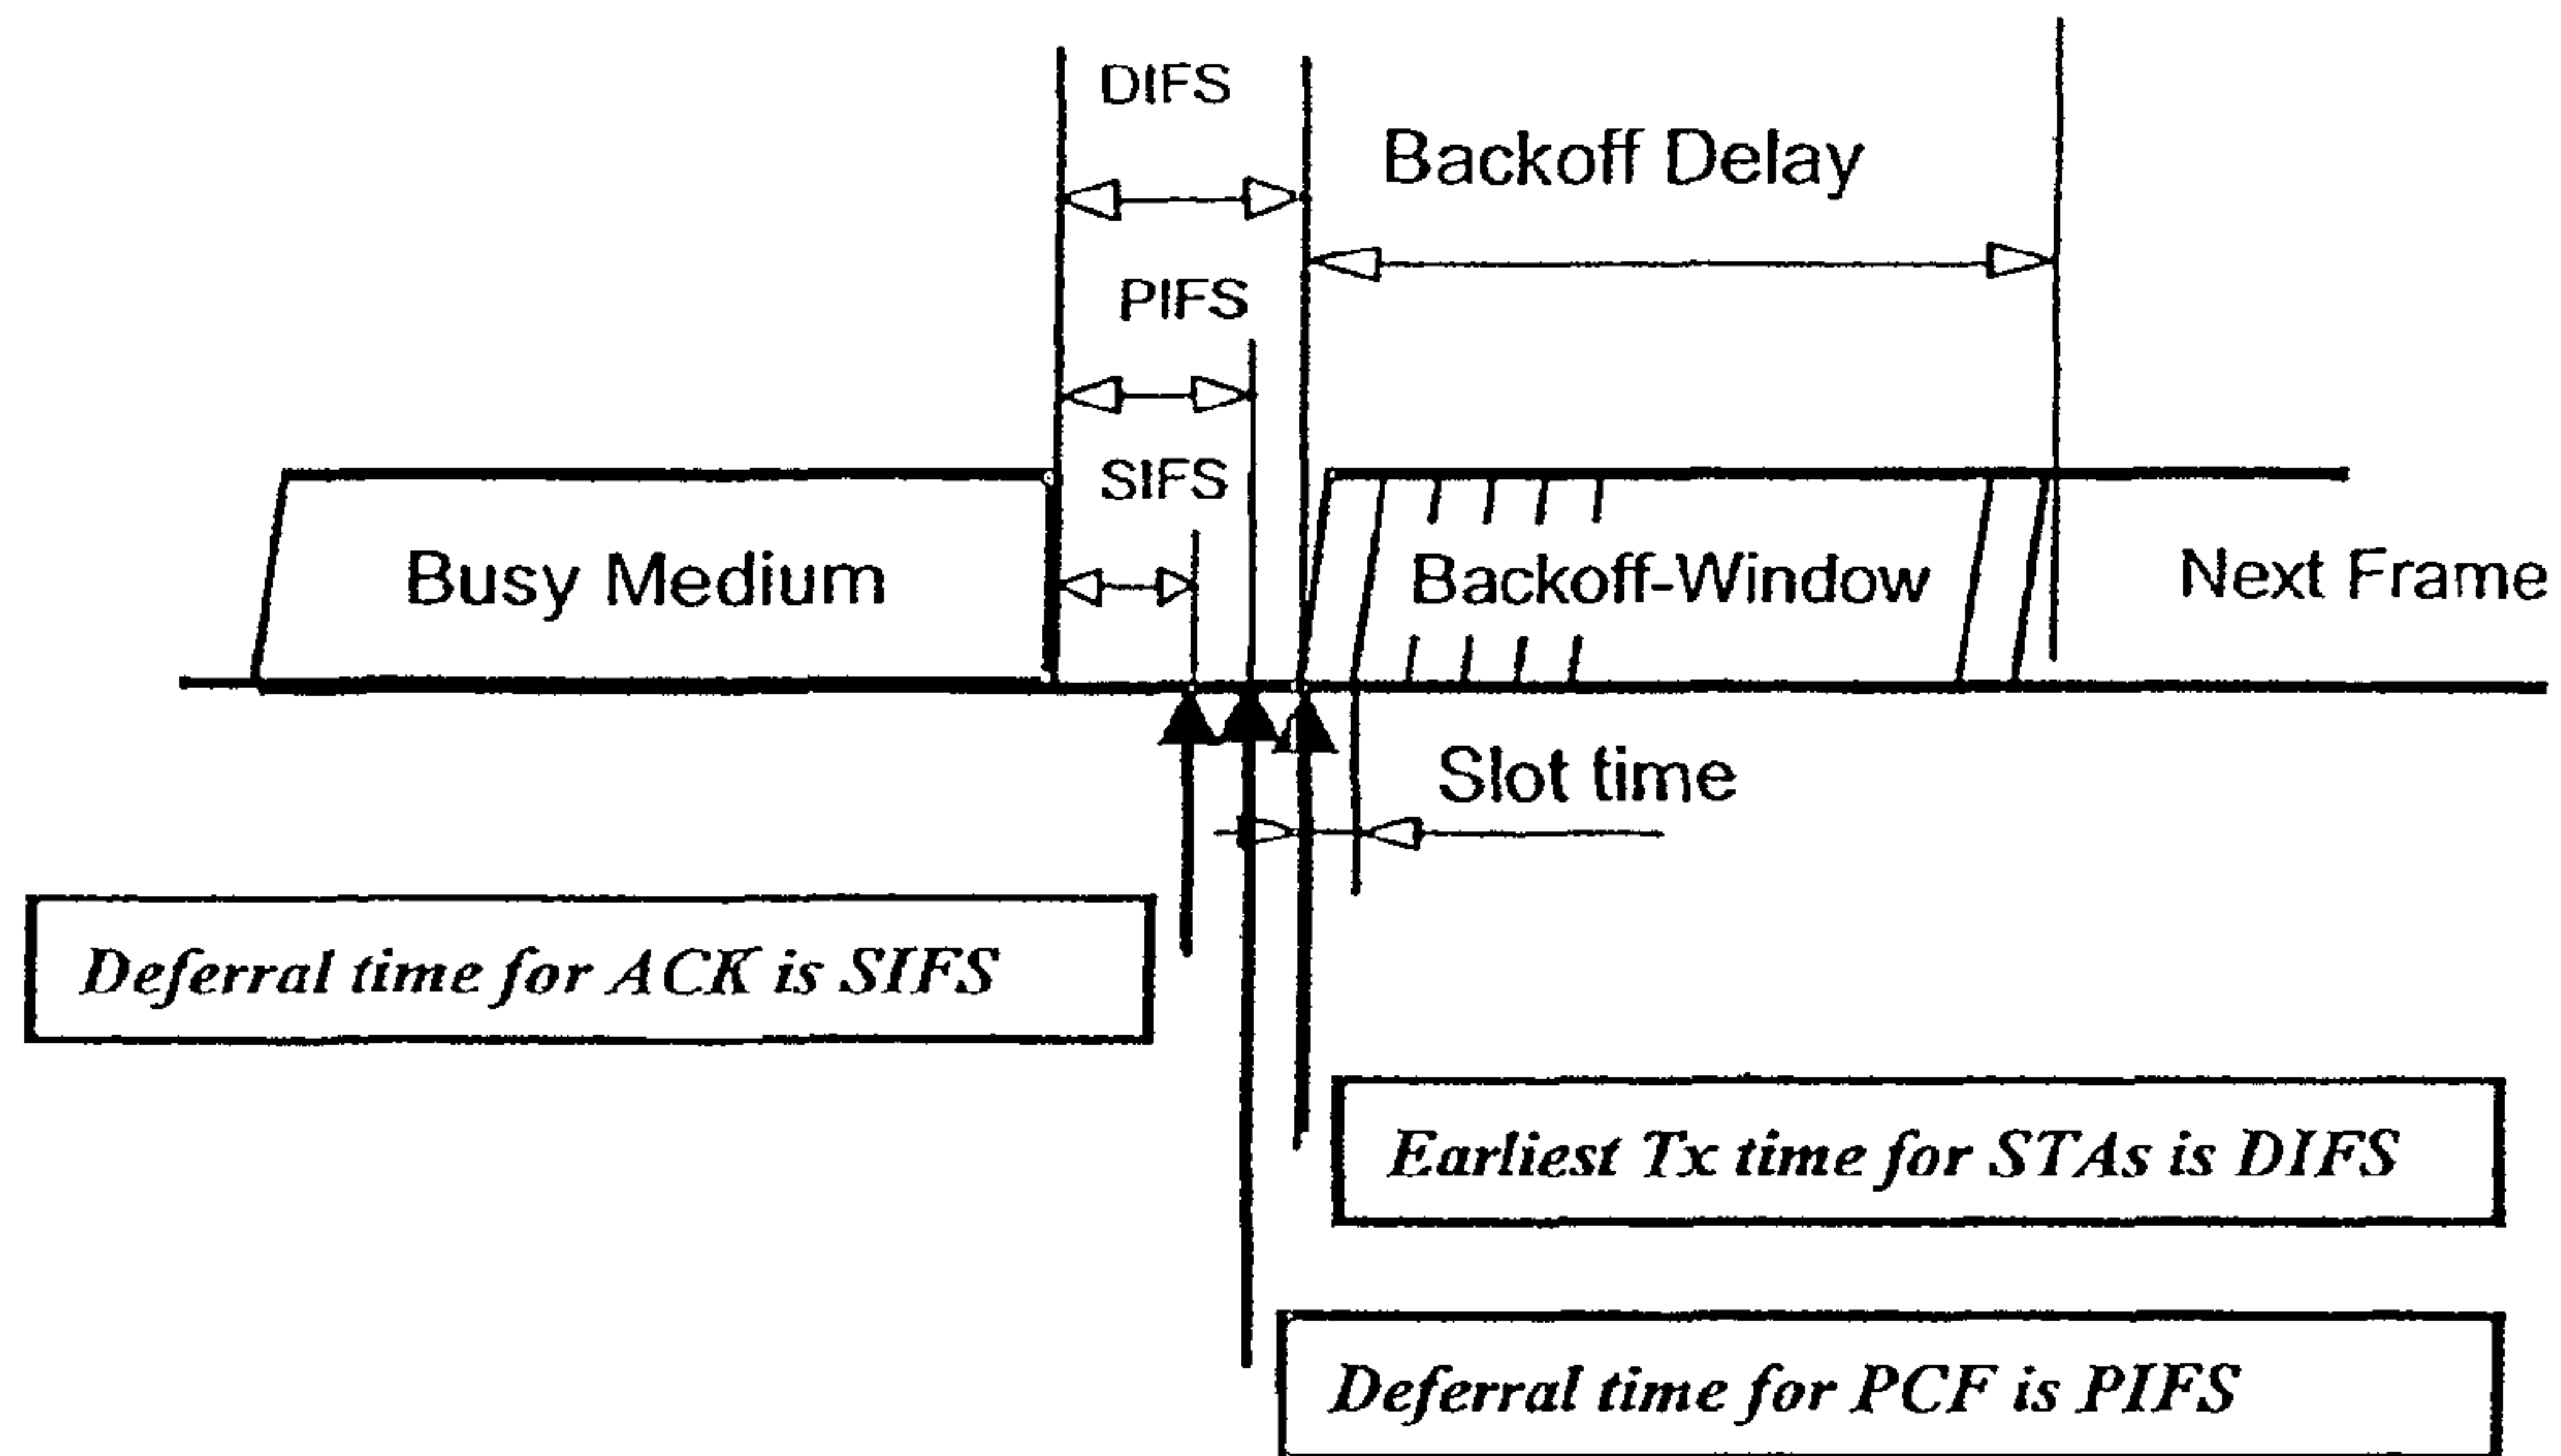 DIFS
Backoff Delay
PIFS
SIFS
Busy Medium
Backoff-Window
Next Frame
Slot time
Deferral time for ACK is SIFS
Earliest Tx time for STAs is DIFS
Deferral time for PCF is PIFS